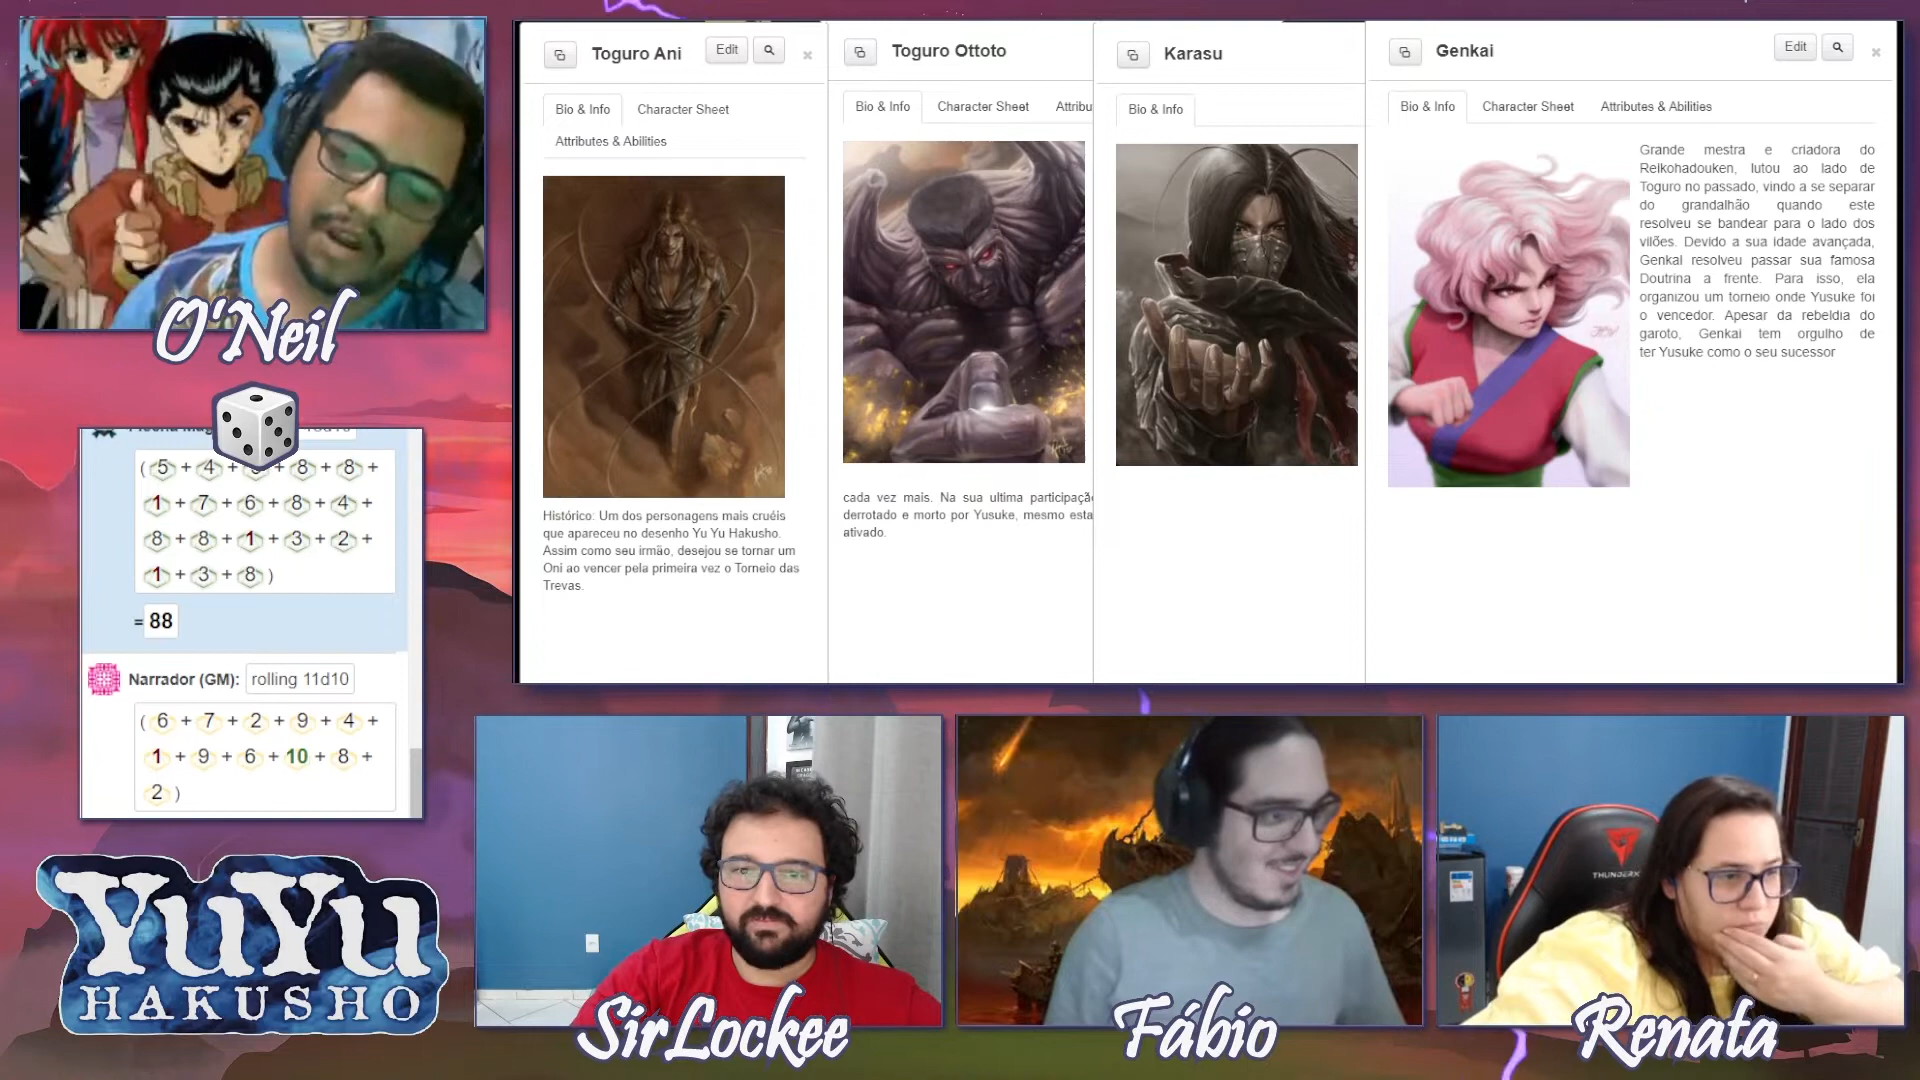 O'Neil
5 + 4 + + 8 + 8 +
1 + 7 + 6 + 8 + 4 +
8 + 8 + 1 + 3 + 2 +
1 + 3 + 8 )
= 88
Narrador (GM): rolling 11d10
( 6 + 7 + 2 + 9 + 4 +
1 + 9 + 6 + 10 + 8 +
2 )
YuYu
HAKUSHO
Toguro Ani
Edit
Bio & Info
Character Sheet
Attributes & Abilities
Histórico: Um dos personagens mais cruéis
que apareceu no desenho Yu Yu Hakusho.
Assim como seu irmão, desejou se tornar um
Oni ao vencer pela primeira vez o Torneio das
Trevas.
Toguro Ottoto
Bio & Info
Character Sheet
Attribu
cada vez mais. Na sua ultima participaçã
derrotado e morto por Yusuke, mesmo esta
ativado.
Karasu
Bio & Info
Genkai
Edit
Bio & Info
Character Sheet
Attributes & Abilities
Grande mestra e criadora do
Reikohadouken, lutou ao lado de
Toguro no passado, vindo a se separar
do grandalhão quando este
resolveu se bandear para o lado dos
vilões. Devido a sua idade avançada,
Genkai resolveu passar sua famosa
Doutrina a frente. Para isso, ela
organizou um torneio onde Yusuke foi
o vencedor. Apesar da rebeldia do
garoto, Genkai tem orgulho de
ter Yusuke como o seu sucessor
SirLockee
Fábio
THUNDERX
Renata